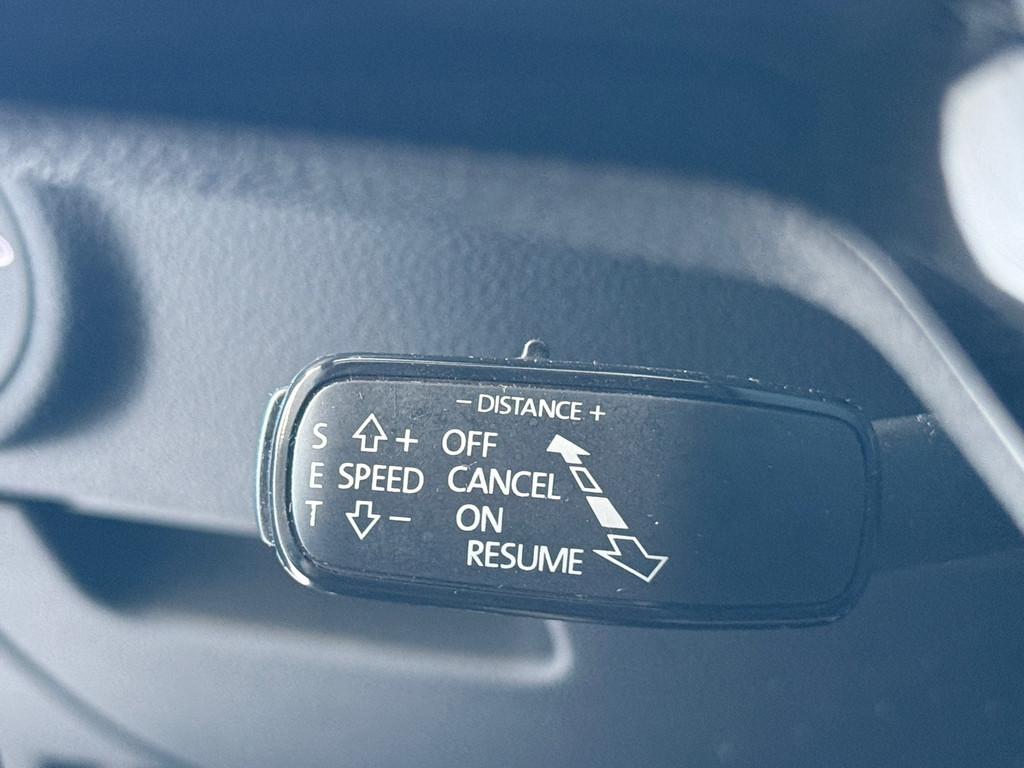 − DISTANCE +
S + OFF
E SPEED CANCEL
T − ON
RESUME